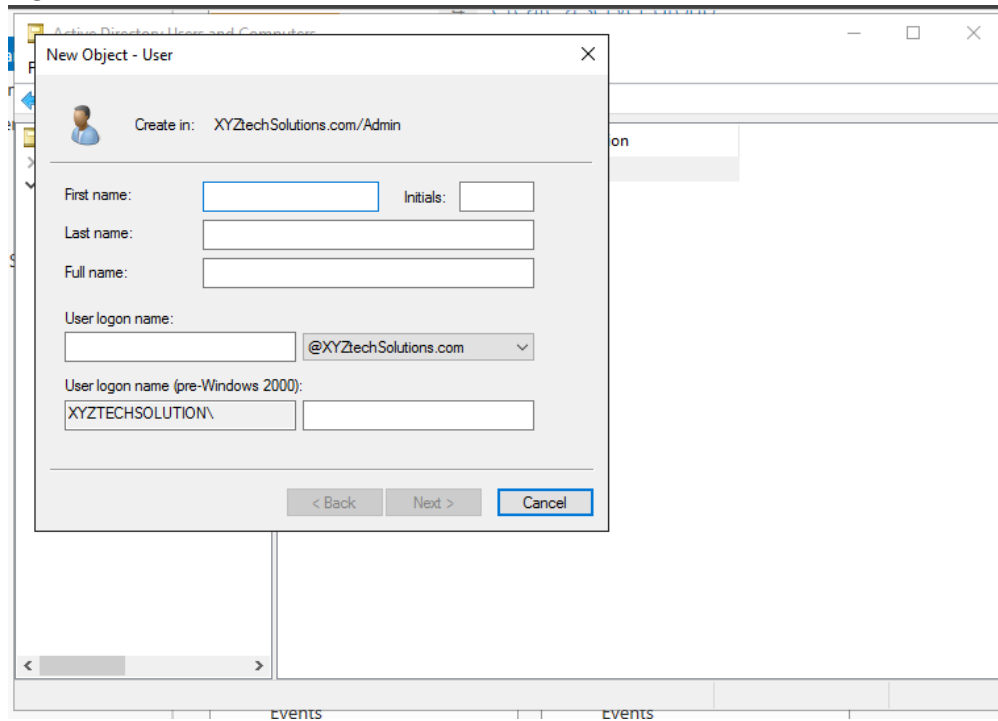 Active Directory Users and Computers
New Object - User
Create in: XYZtechSolutions.com/Admin
on
First name:
Initials:
Last name:
Full name:
User logon name:
@XYZtechSolutions.com
User logon name (pre-Windows 2000):
XYZTECHSOLUTION\
< Back Next > Cancel
Events Events